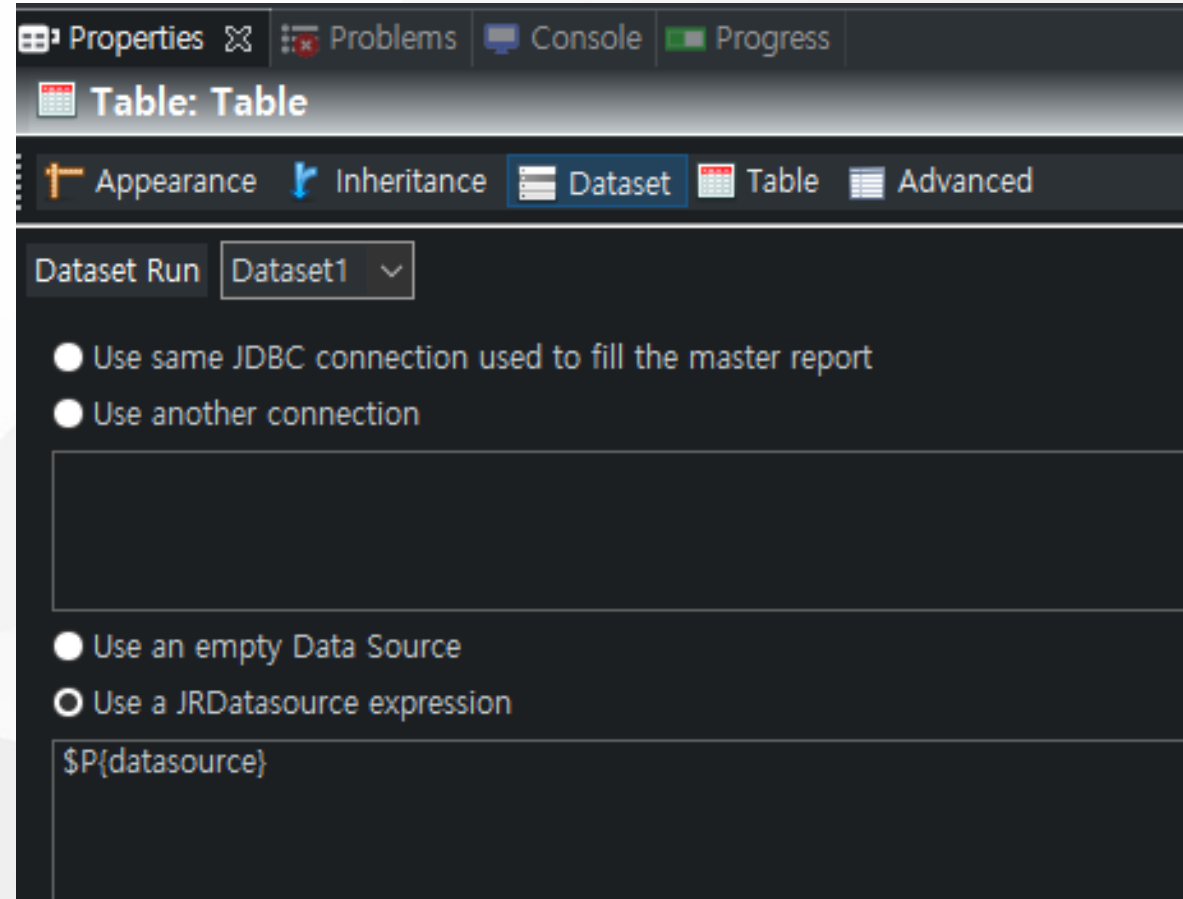 Properties Problems Console Progress
Table: Table
Appearance Inheritance Dataset Table Advanced
Dataset Run Dataset1
Use same JDBC connection used to fill the master report
Use another connection
Use an empty Data Source
Use a JRDatasource expression
$P{datasource}